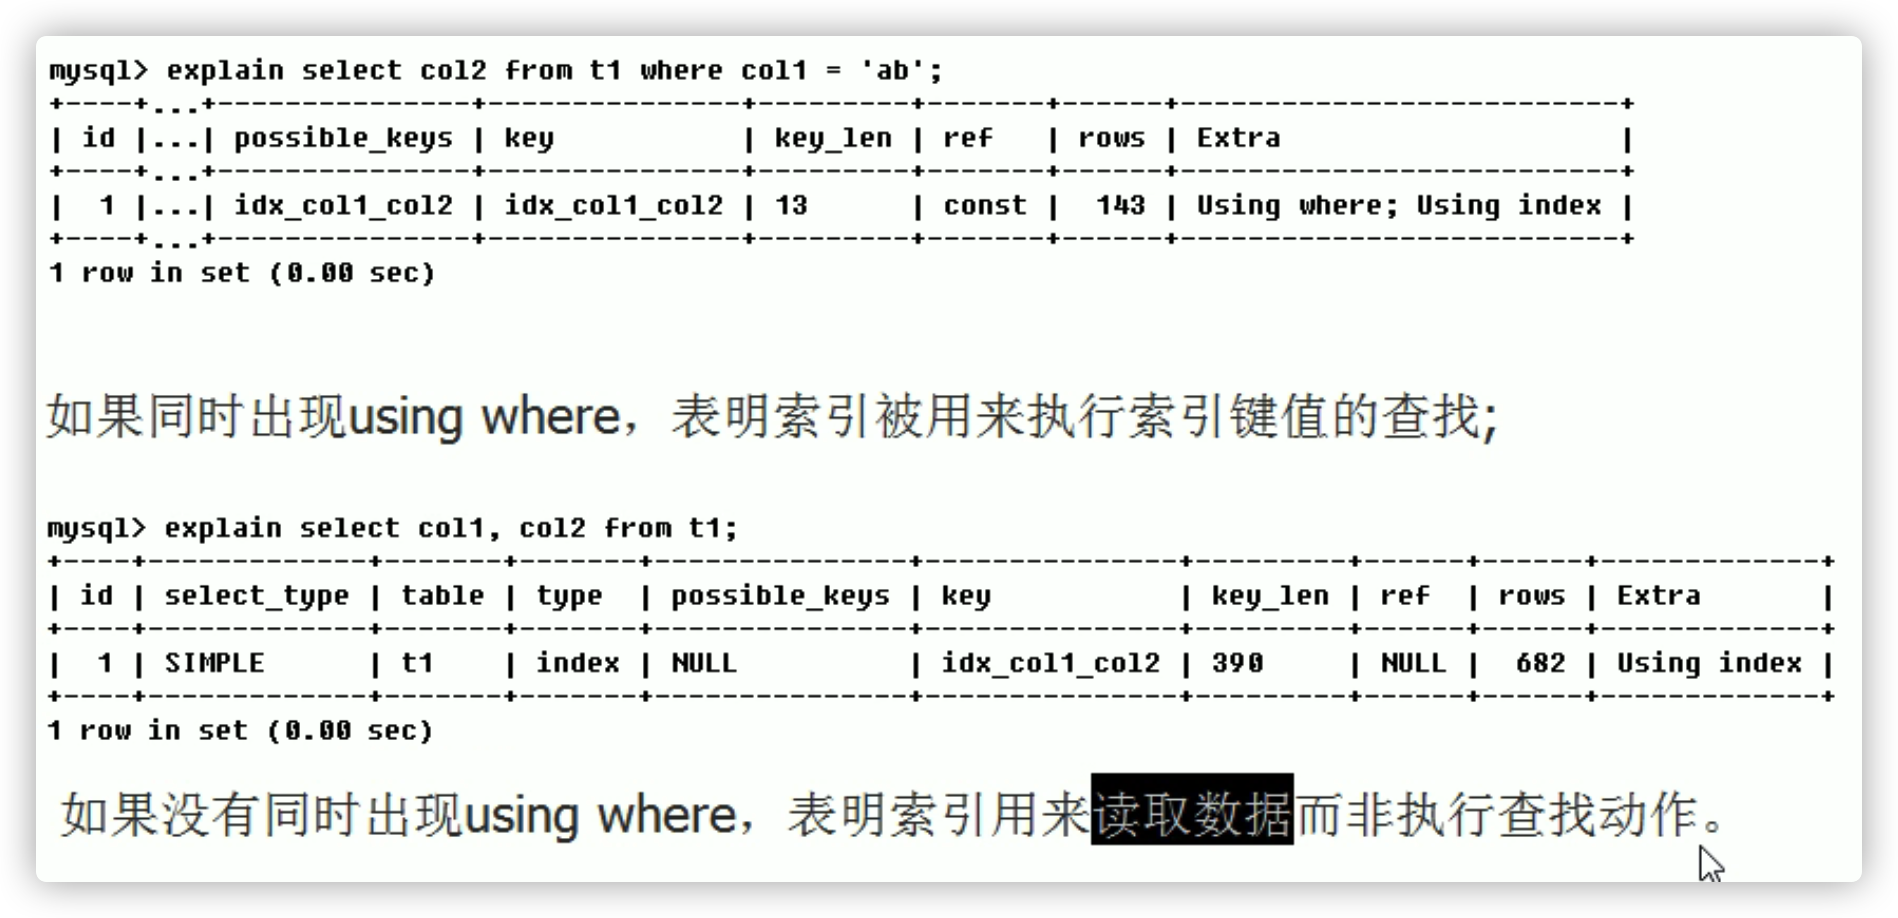 mysql> explain select col2 from t1 where col1 = 'ab';
+----+...+---------------+---------------+---------+-------+------+--------------------------+
| id |...| possible_keys | key           | key_len | ref   | rows | Extra                    |
+----+...+---------------+---------------+---------+-------+------+--------------------------+
|  1 |...| idx_col1_col2 | idx_col1_col2 | 13      | const |  143 | Using where; Using index |
+----+...+---------------+---------------+---------+-------+------+--------------------------+
1 row in set (0.00 sec)
如果同时出现using where，表明索引被用来执行索引键值的查找;
mysql> explain select col1, col2 from t1;
+----+-------------+-------+-------+---------------+---------------+---------+------+------+-------------+
| id | select_type | table | type  | possible_keys | key           | key_len | ref  | rows | Extra       |
+----+-------------+-------+-------+---------------+---------------+---------+------+------+-------------+
|  1 | SIMPLE      | t1    | index | NULL          | idx_col1_col2 | 390     | NULL |  682 | Using index |
+----+-------------+-------+-------+---------------+---------------+---------+------+------+-------------+
1 row in set (0.00 sec)
如果没有同时出现using where，表明索引用来读取数据而非执行查找动作。